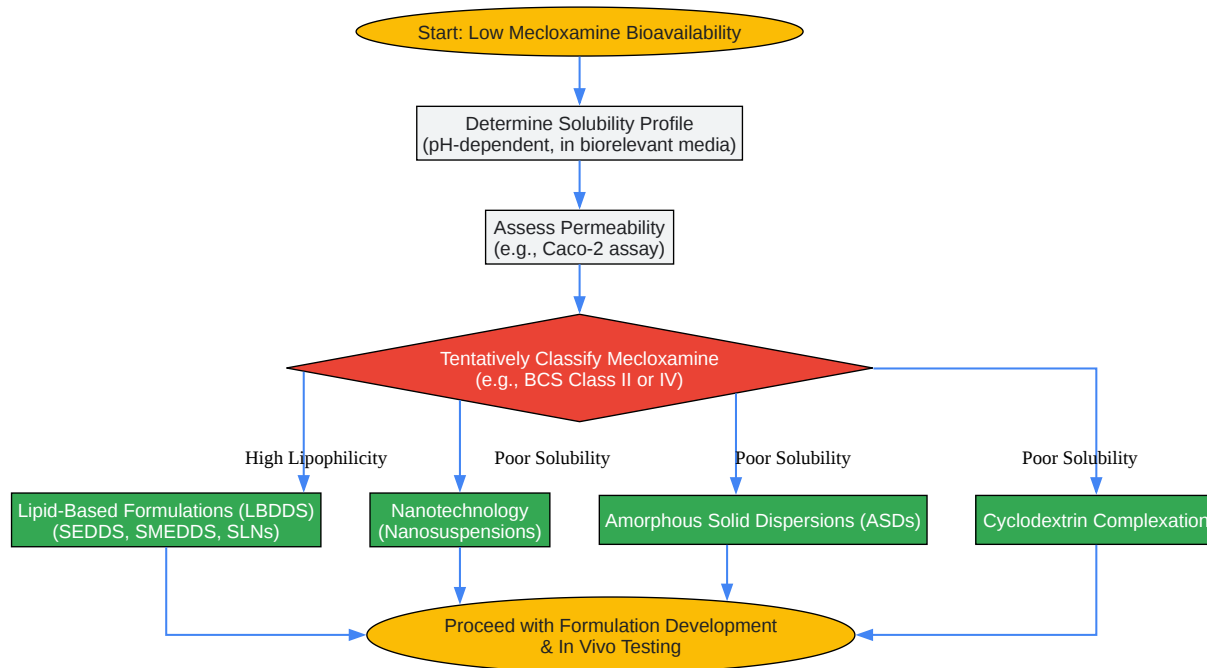 Start: Low Mecloxamine Bioavailability
Determine Solubility Profile
(pH-dependent, in biorelevant media)
Assess Permeability
(e.g., Caco-2 assay)
Tentatively Classify Mecloxamine
(e.g., BCS Class II or IV)
High Lipophilicity
Poor Solubility
Poor Solubility
Poor Solubility
Lipid-Based Formulations (LBDDS)
(SEDDS, SMEDDS, SLNs)
Nanotechnology
(Nanosuspensions)
Amorphous Solid Dispersions (ASDs)
Cyclodextrin Complexation
Proceed with Formulation Development
& In Vivo Testing